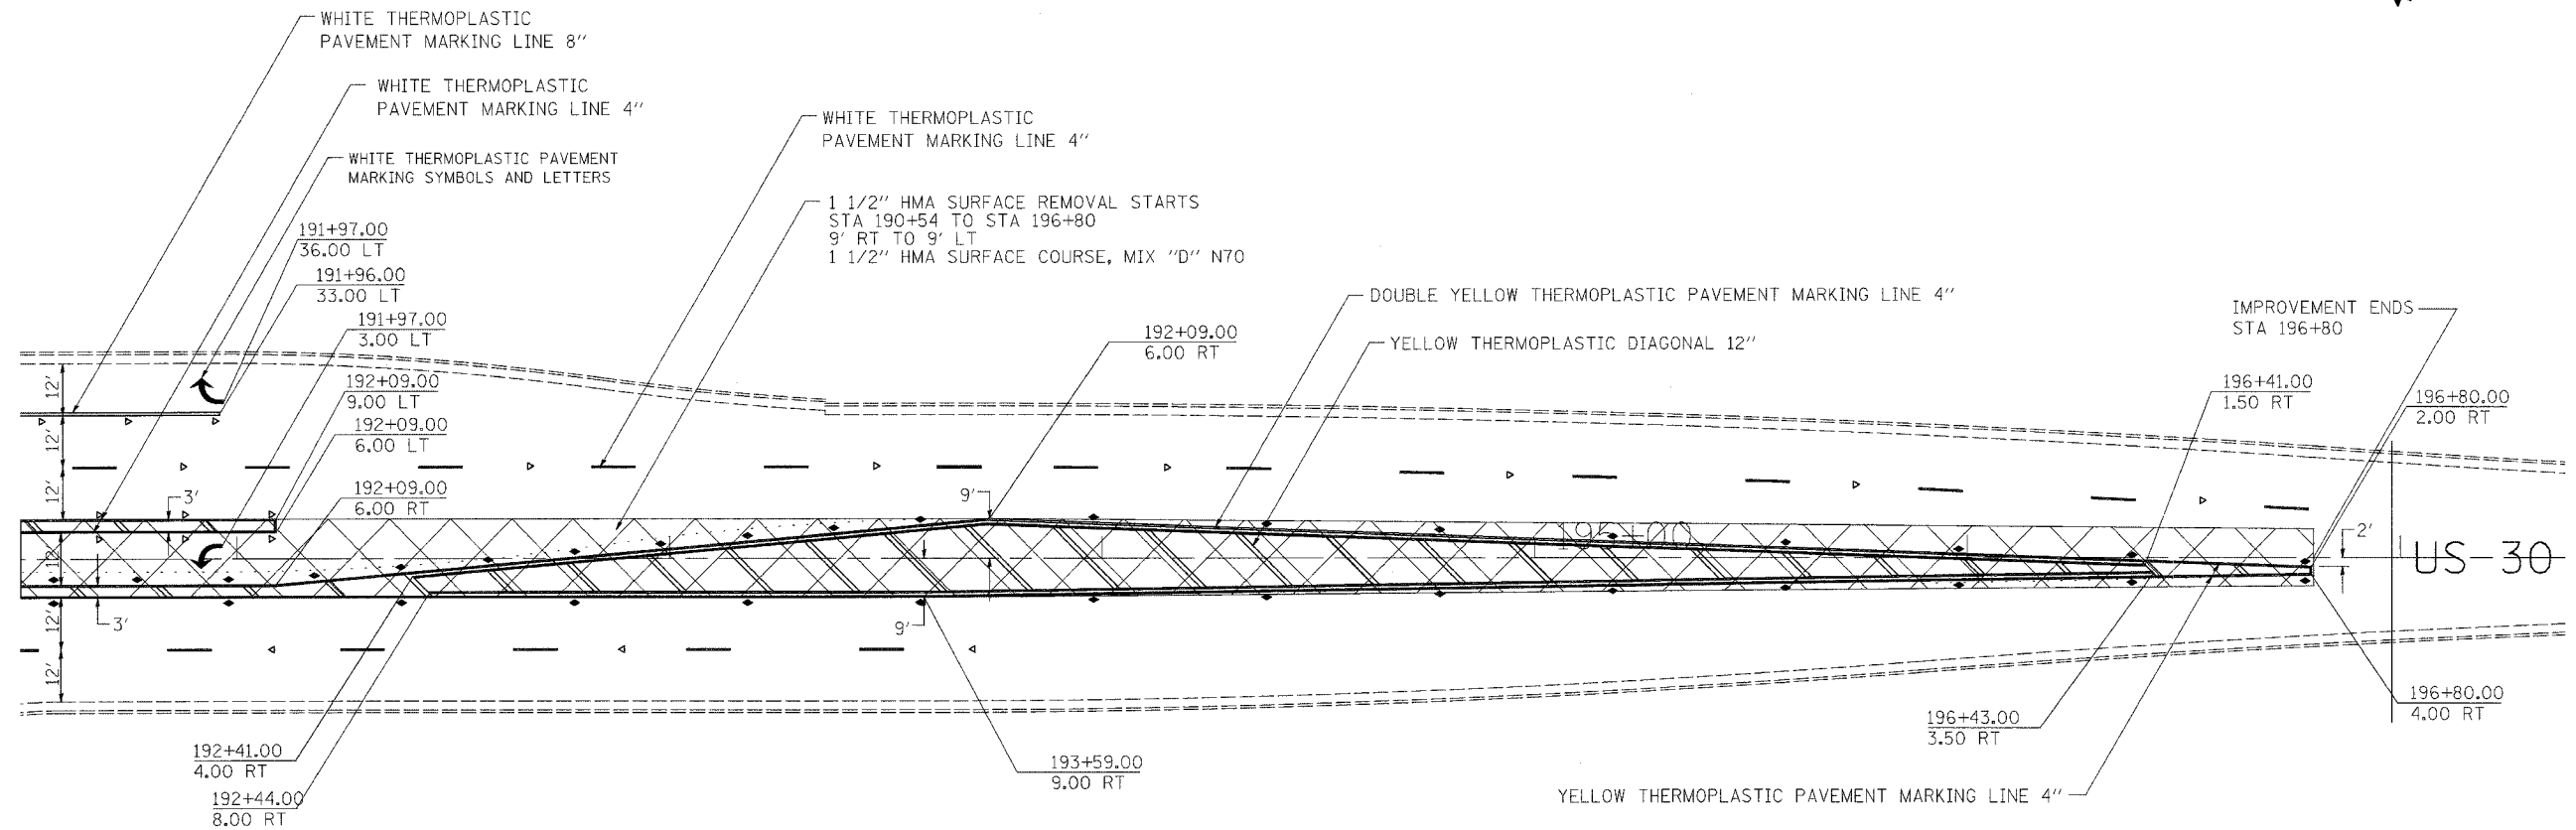 WHITE THERMOPLASTIC
PAVEMENT MARKING LINE 8"
WHITE THERMOPLASTIC
PAVEMENT MARKING LINE 4"
WHITE THERMOPLASTIC PAVEMENT
MARKING SYMBOLS AND LETTERS
WHITE THERMOPLASTIC
PAVEMENT MARKING LINE 4"
1 1/2" HMA SURFACE REMOVAL STARTS
STA 190+54 TO STA 196+80
9' RT TO 9' LT
1 1/2" HMA SURFACE COURSE, MIX "D" N70
191+97.00
36.00 LT
191+96.00
33.00 LT
191+97.00
3.00 LT
192+09.00
9.00 LT
192+09.00
6.00 LT
192+09.00
6.00 RT
192+09.00
6.00 RT
DOUBLE YELLOW THERMOPLASTIC PAVEMENT MARKING LINE 4"
YELLOW THERMOPLASTIC DIAGONAL 12"
IMPROVEMENT ENDS
STA 196+80
196+41.00
1.50 RT
196+80.00
2.00 RT
12'
12'
12'
3'
12'
3'
12'
12'
9'
9'
195+00
2'
US-30
192+41.00
4.00 RT
192+44.00
8.00 RT
193+59.00
9.00 RT
196+43.00
3.50 RT
196+80.00
4.00 RT
YELLOW THERMOPLASTIC PAVEMENT MARKING LINE 4"